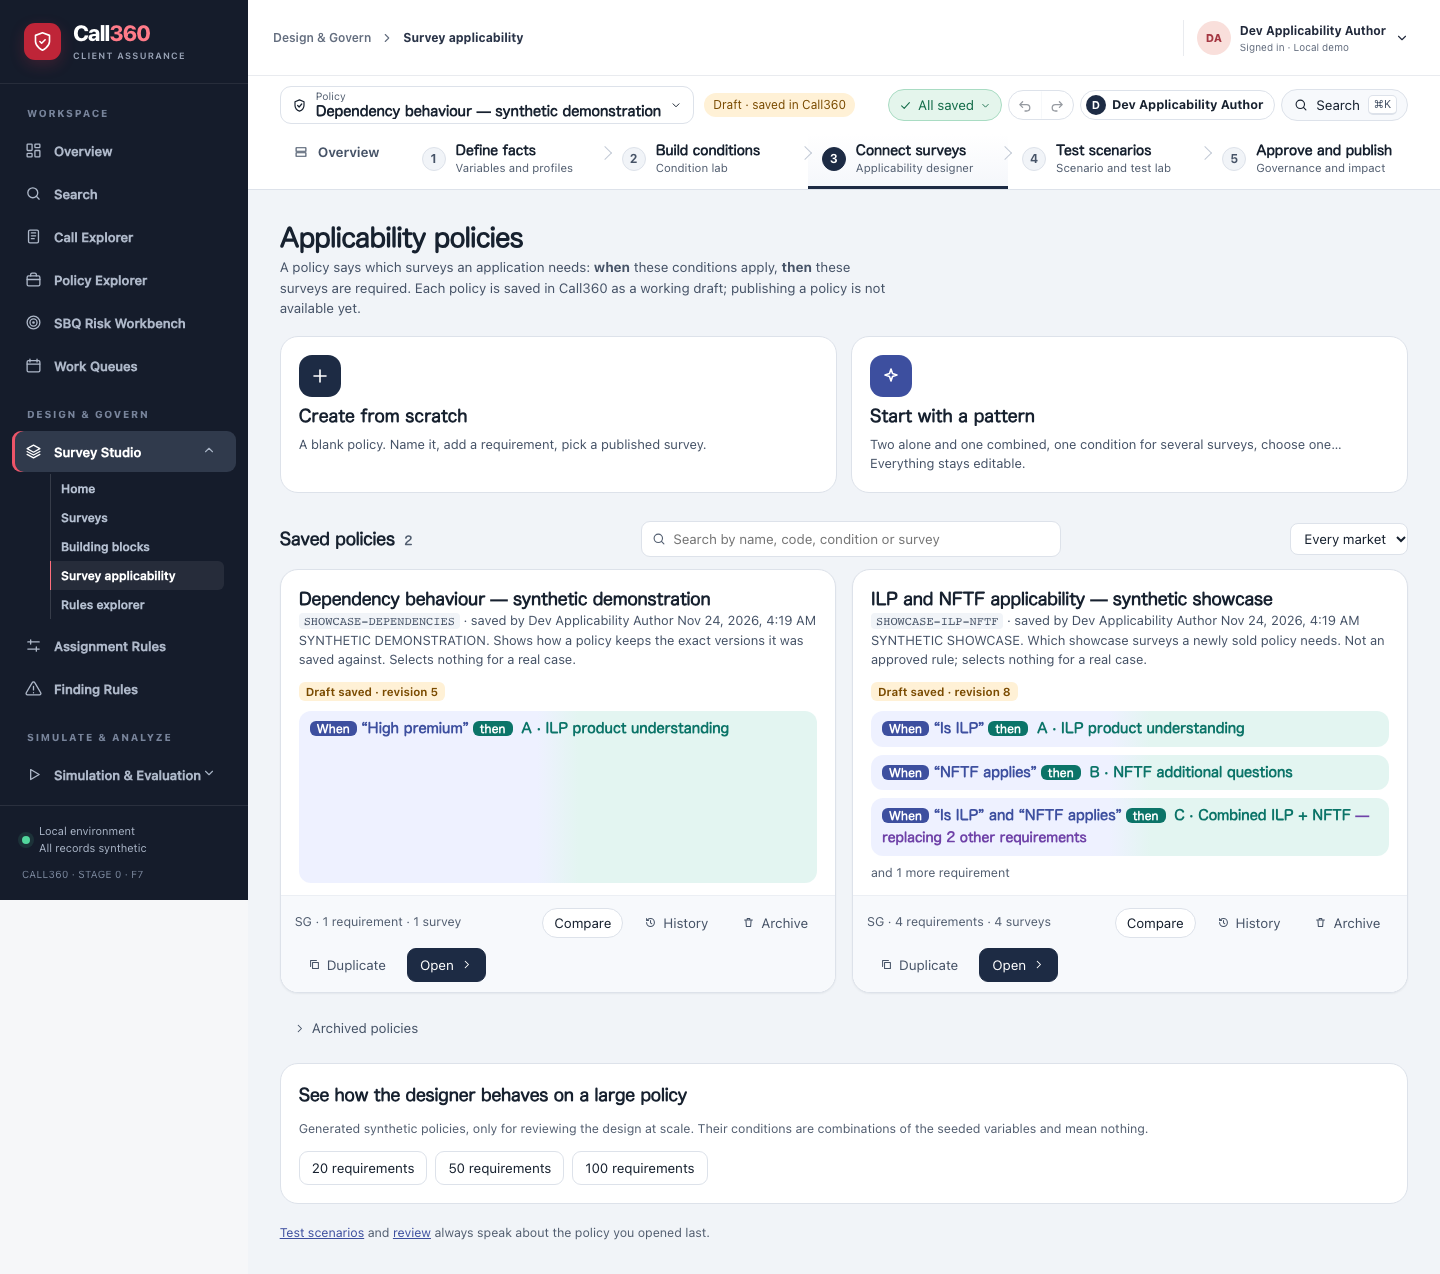 Call360
CLIENT ASSURANCE
WORKSPACE
Overview
Search
Call Explorer
Policy Explorer
SBQ Risk Workbench
Work Queues
DESIGN & GOVERN
Survey Studio
Home
Surveys
Building blocks
Survey applicability
Rules explorer
Assignment Rules
Finding Rules
SIMULATE & ANALYZE
Simulation & Evaluation
Local environment
All records synthetic
CALL360 · STAGE 0 · F7
Design & Govern > Survey applicability
DA
Dev Applicability Author
Signed in · Local demo
Policy
Dependency behaviour — synthetic demonstration
Draft · saved in Call360
All saved
D Dev Applicability Author
Search ⌘K
Overview
1 Define facts
Variables and profiles
2 Build conditions
Condition lab
3 Connect surveys
Applicability designer
4 Test scenarios
Scenario and test lab
5 Approve and publish
Governance and impact
Applicability policies
A policy says which surveys an application needs: when these conditions apply, then these
surveys are required. Each policy is saved in Call360 as a working draft; publishing a policy is not
available yet.
Create from scratch
A blank policy. Name it, add a requirement, pick a published survey.
Start with a pattern
Two alone and one combined, one condition for several surveys, choose one…
Everything stays editable.
Saved policies 2
Search by name, code, condition or survey
Every market
Dependency behaviour — synthetic demonstration
SHOWCASE-DEPENDENCIES · saved by Dev Applicability Author Nov 24, 2026, 4:19 AM
SYNTHETIC DEMONSTRATION. Shows how a policy keeps the exact versions it was
saved against. Selects nothing for a real case.
Draft saved · revision 5
When “High premium” then A · ILP product understanding
SG · 1 requirement · 1 survey
Compare
History
Archive
Duplicate
Open
ILP and NFTF applicability — synthetic showcase
SHOWCASE-ILP-NFTF · saved by Dev Applicability Author Nov 24, 2026, 4:19 AM
SYNTHETIC SHOWCASE. Which showcase surveys a newly sold policy needs. Not an
approved rule; selects nothing for a real case.
Draft saved · revision 8
When “Is ILP” then A · ILP product understanding
When “NFTF applies” then B · NFTF additional questions
When “Is ILP” and “NFTF applies” then C · Combined ILP + NFTF —
replacing 2 other requirements
and 1 more requirement
SG · 4 requirements · 4 surveys
Compare
History
Archive
Duplicate
Open
Archived policies
See how the designer behaves on a large policy
Generated synthetic policies, only for reviewing the design at scale. Their conditions are combinations of the seeded variables and mean nothing.
20 requirements
50 requirements
100 requirements
Test scenarios and review always speak about the policy you opened last.